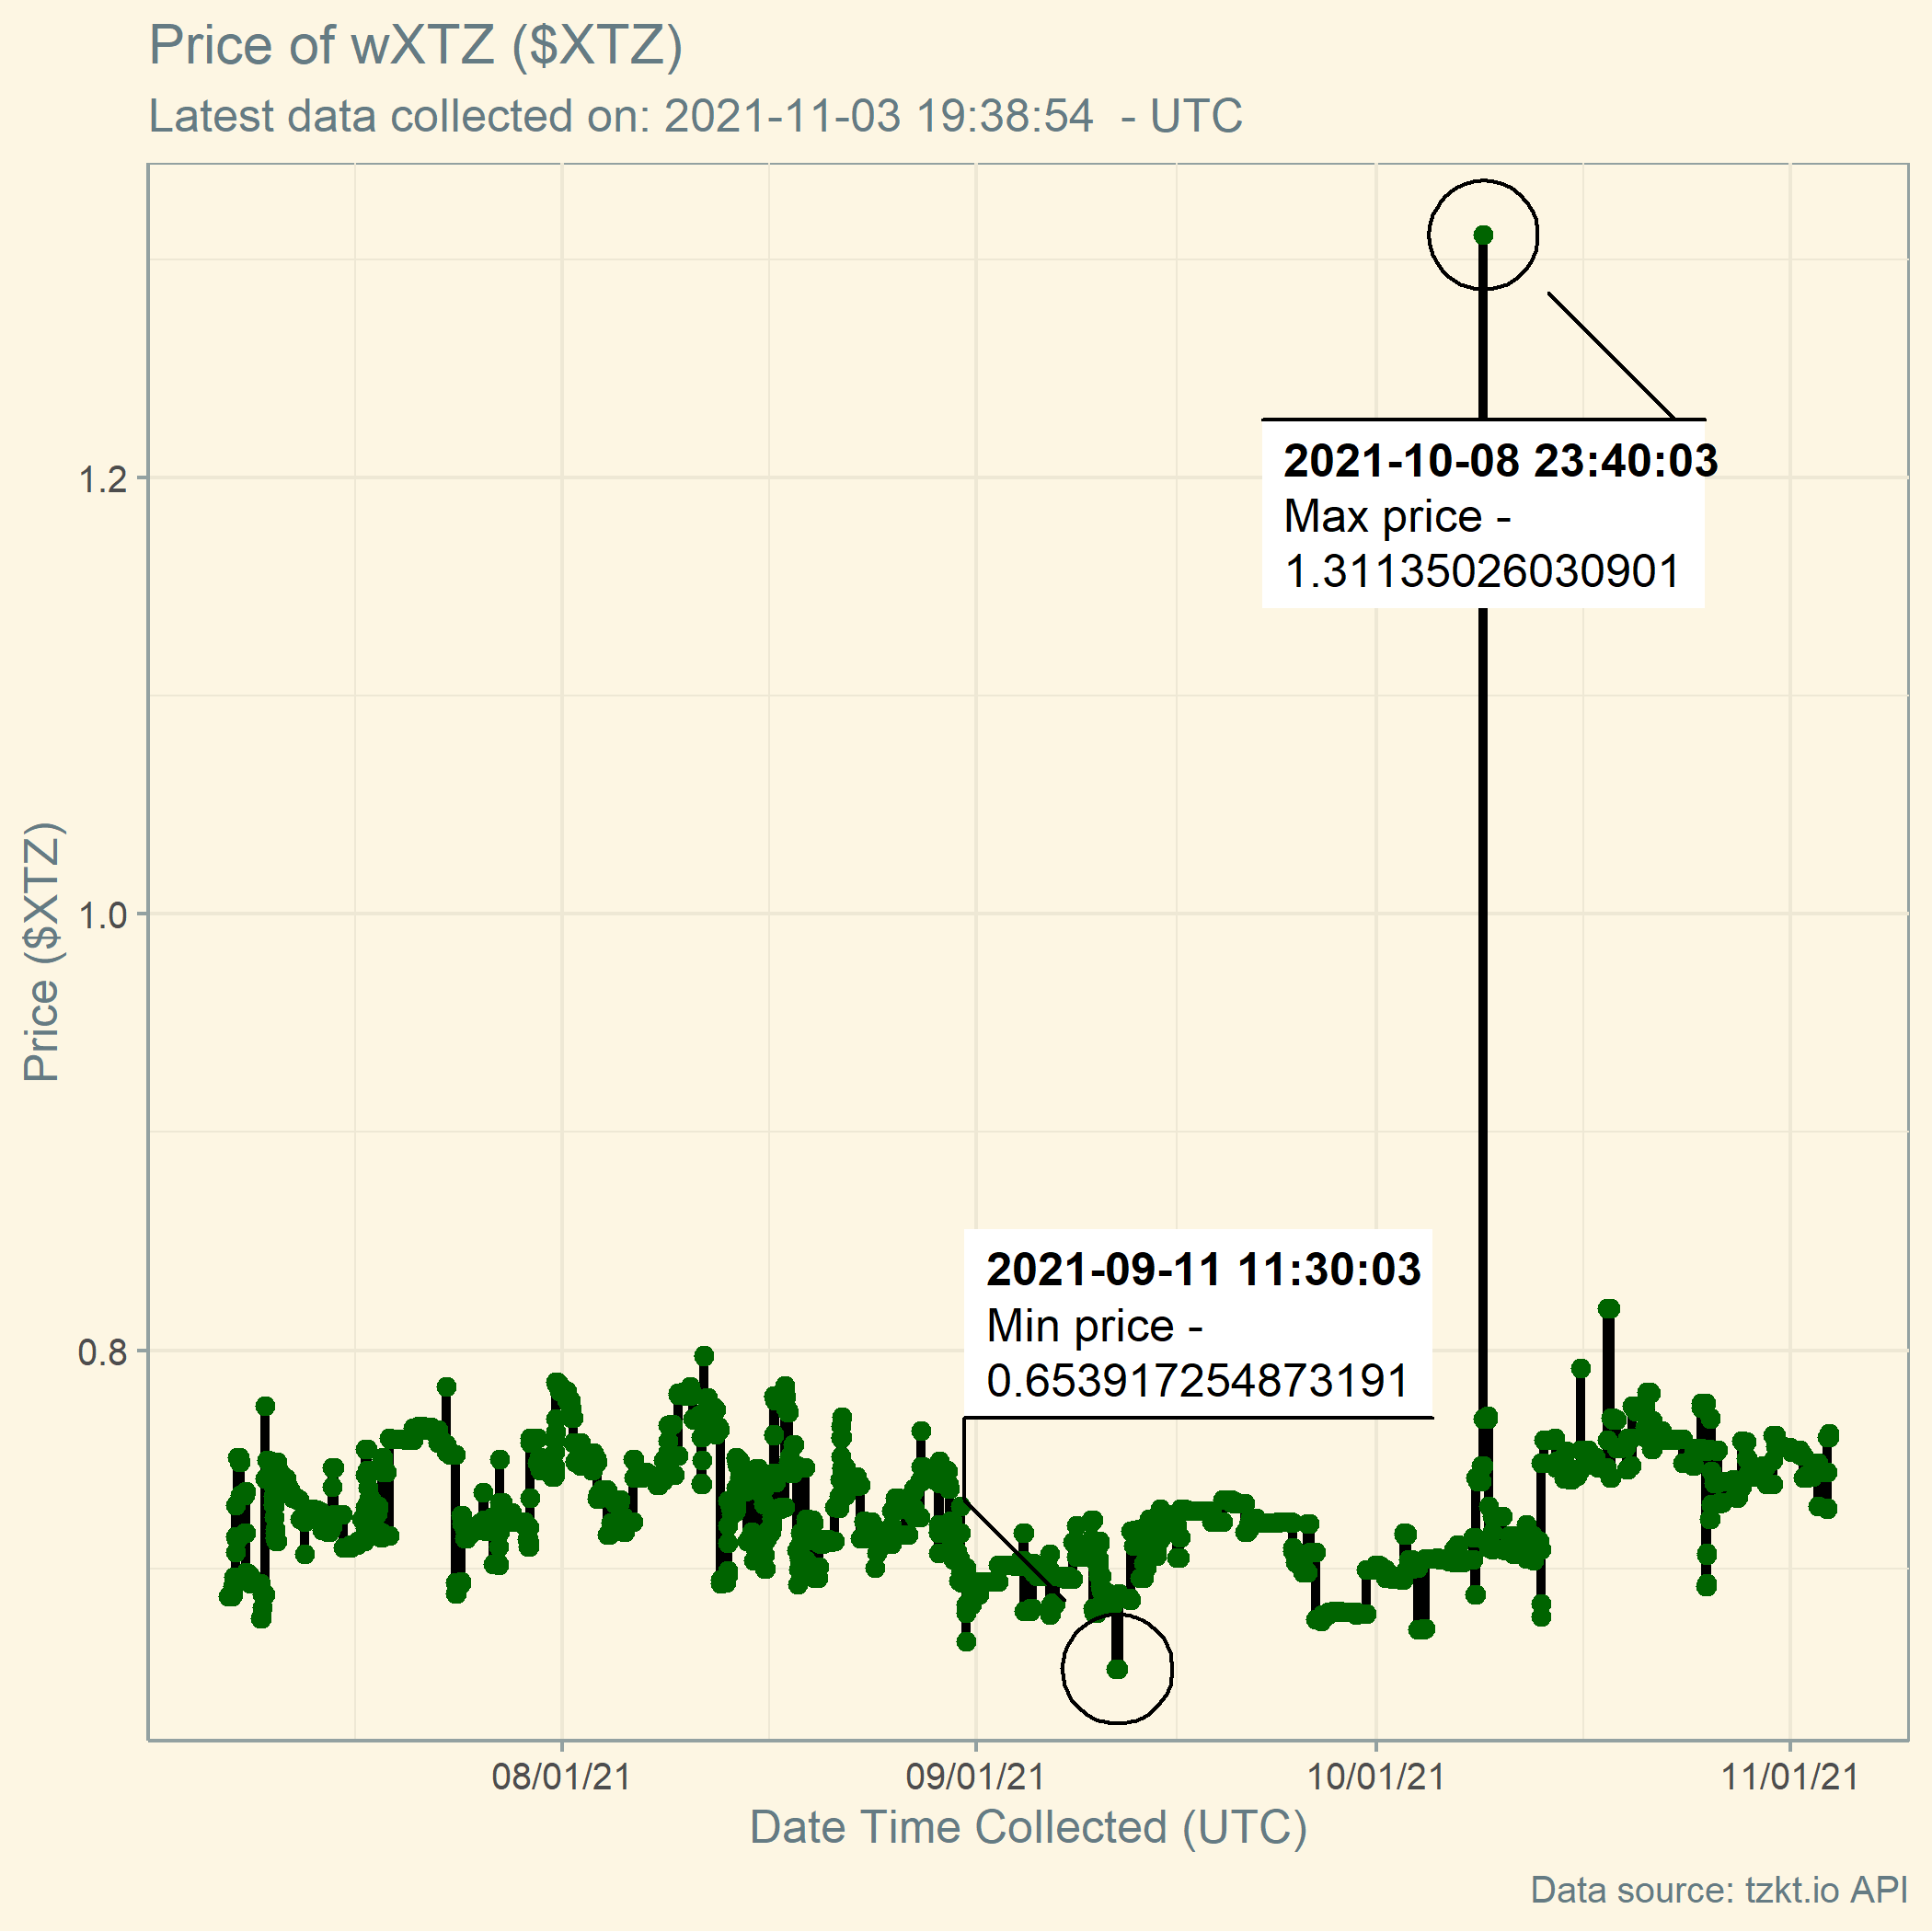 Price of wXTZ ($XTZ)
Latest data collected on: 2021-11-03 19:38:54  - UTC
Price ($XTZ)
1.2
1.0
0.8
2021-10-08 23:40:03
Max price -
1.31135026030901
2021-09-11 11:30:03
Min price -
0.653917254873191
08/01/21
09/01/21
10/01/21
11/01/21
Date Time Collected (UTC)
Data source: tzkt.io API